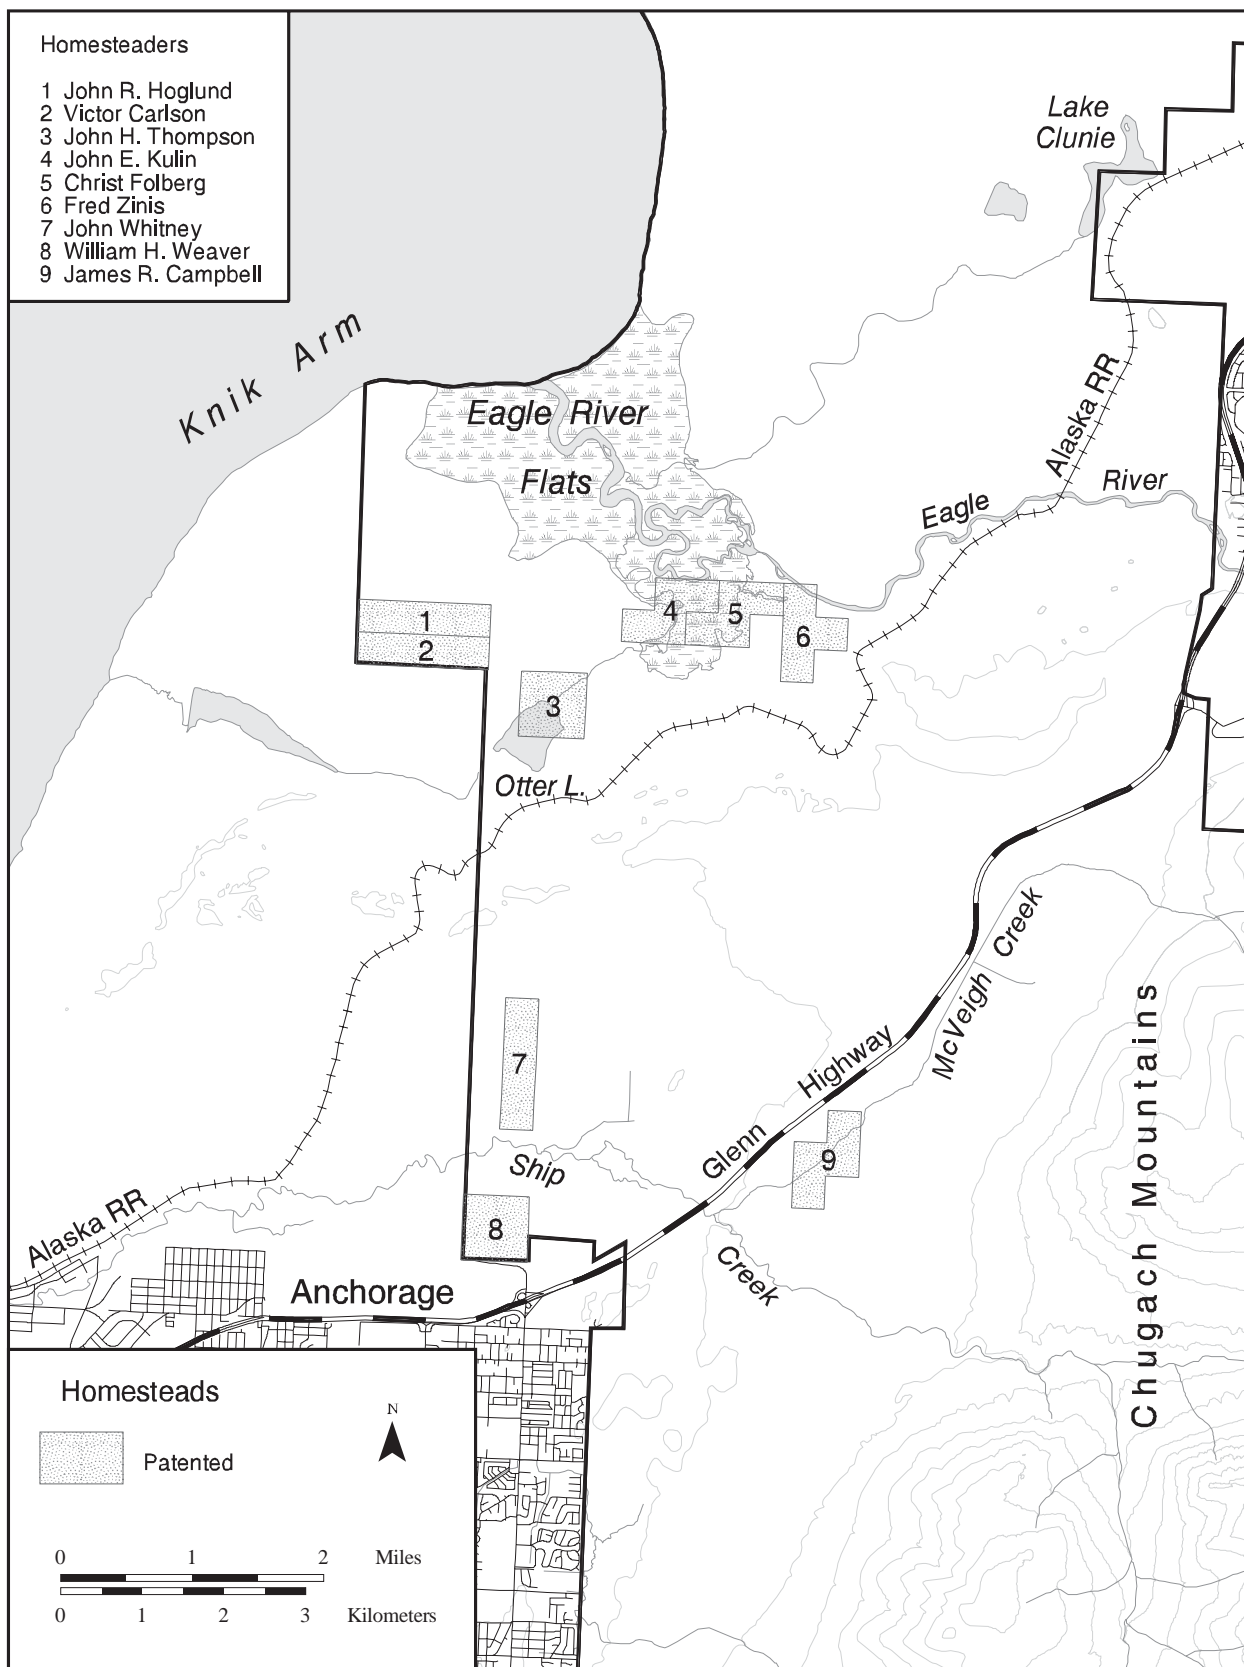 Homesteaders
1 John R. Hoglund
2 Victor Carlson
3 John H. Thompson
4 John E. Kulin
5 Christ Folberg
6 Fred Zinis
7 John Whitney
8 William H. Weaver
9 James R. Campbell
Lake
Clunie
Knik Arm
Eagle River
Flats
Alaska RR
Eagle
River
1
2
3
4
5
6
Otter L.
McVeigh Creek
7
Glenn
Highway
Ship
Creek
8
9
Chugach Mountains
Alaska RR
Anchorage
Homesteads
Patented
N
0 1 2 Miles
0 1 2 3 Kilometers